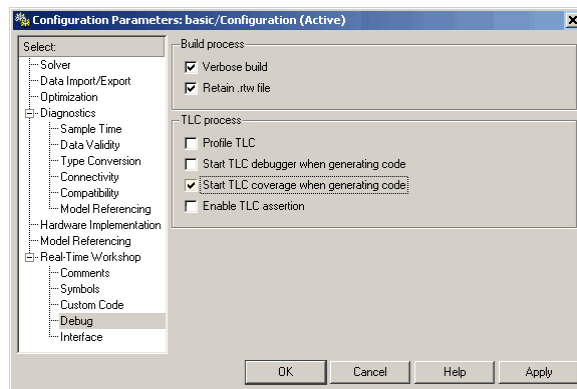 Configuration Parameters: basic/Configuration (Active)
Select:
Solver
Data Import/Export
Optimization
Diagnostics
Sample Time
Data Validity
Type Conversion
Connectivity
Compatibility
Model Referencing
Hardware Implementation
Model Referencing
Real-Time Workshop
Comments
Symbols
Custom Code
Debug
Interface
Build process
Verbose build
Retain .rtw file
TLC process
Profile TLC
Start TLC debugger when generating code
Start TLC coverage when generating code
Enable TLC assertion
OK Cancel Help Apply